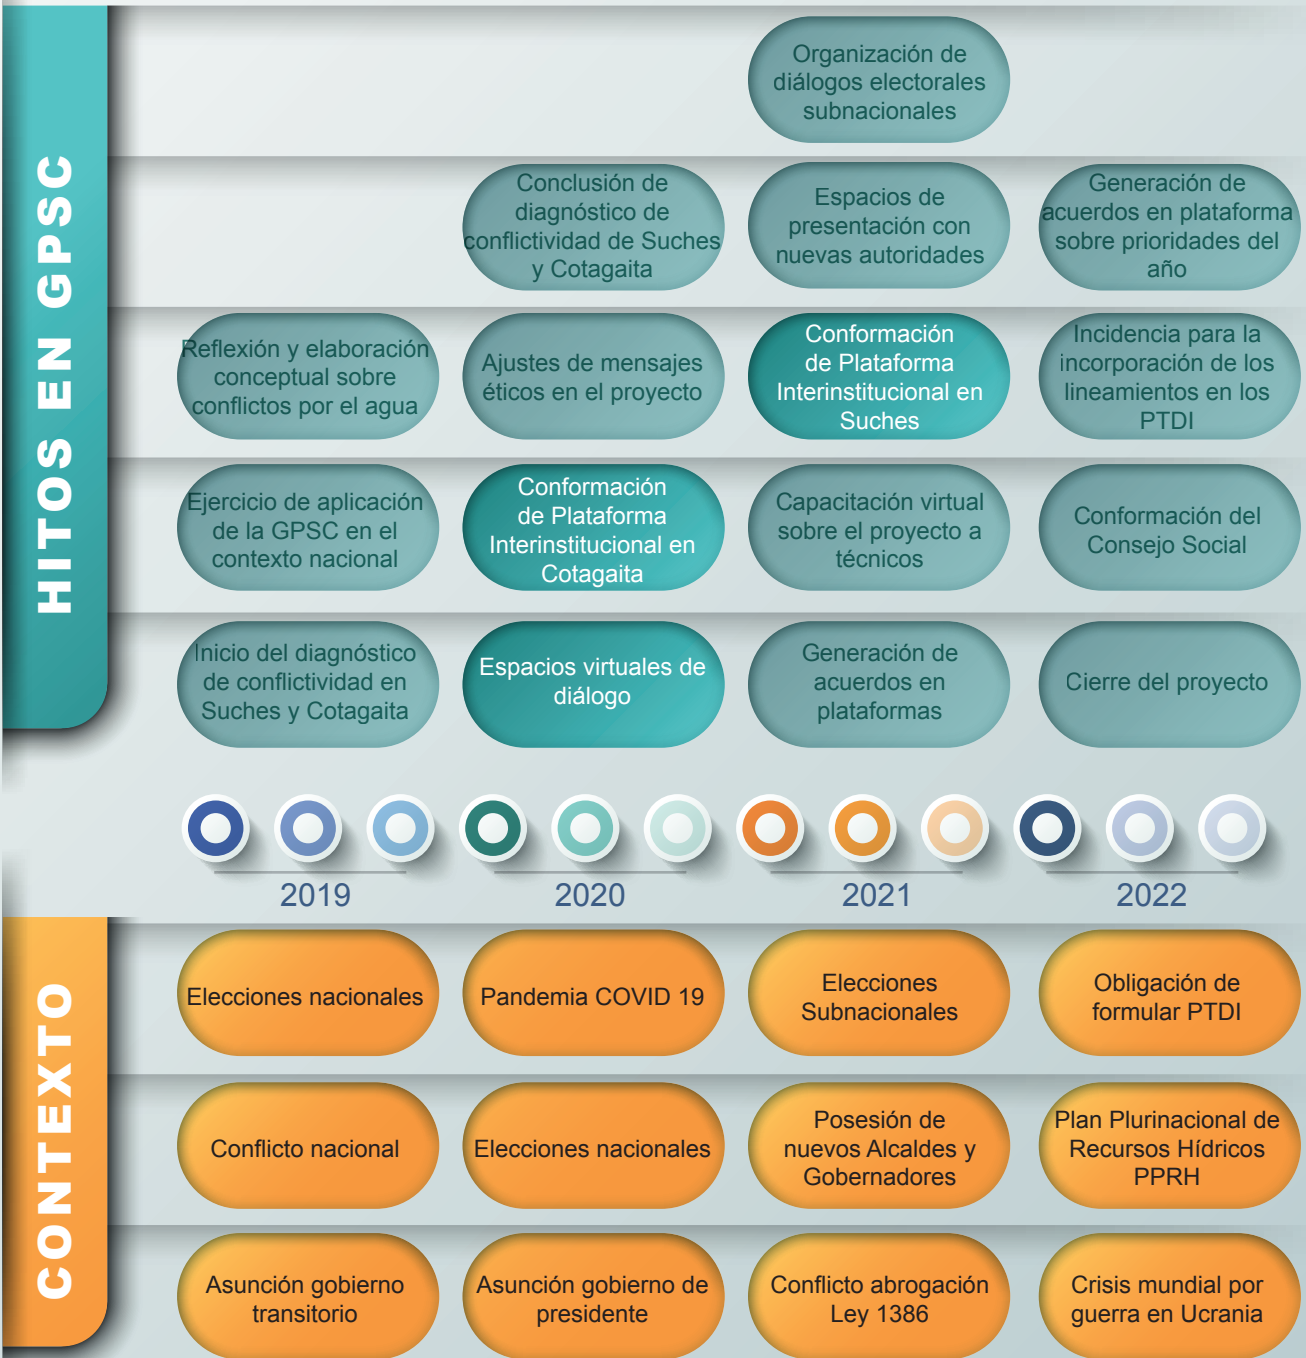 HITOS EN GPSC
Organización de
diálogos electorales
subnacionales
Conclusión de
diagnóstico de
conflictividad de Suches
y Cotagaita
Espacios de
presentación con
nuevas autoridades
Generación de
acuerdos en plataforma
sobre prioridades del
año
Reflexión y elaboración
conceptual sobre
conflictos por el agua
Ajustes de mensajes
éticos en el proyecto
Conformación
de Plataforma
Interinstitucional en
Suches
Incidencia para la
incorporación de los
lineamientos en los
PTDI
Ejercicio de aplicación
de la GPSC en el
contexto nacional
Conformación
de Plataforma
Interinstitucional en
Cotagaita
Capacitación virtual
sobre el proyecto a
técnicos
Conformación del
Consejo Social
Inicio del diagnóstico
de conflictividad en
Suches y Cotagaita
Espacios virtuales de
diálogo
Generación de
acuerdos en
plataformas
Cierre del proyecto
2019
2020
2021
2022
CONTEXTO
Elecciones nacionales
Pandemia COVID 19
Elecciones
Subnacionales
Obligación de
formular PTDI
Conflicto nacional
Elecciones nacionales
Posesión de
nuevos Alcaldes y
Gobernadores
Plan Plurinacional de
Recursos Hídricos
PPRH
Asunción gobierno
transitorio
Asunción gobierno de
presidente
Conflicto abrogación
Ley 1386
Crisis mundial por
guerra en Ucrania